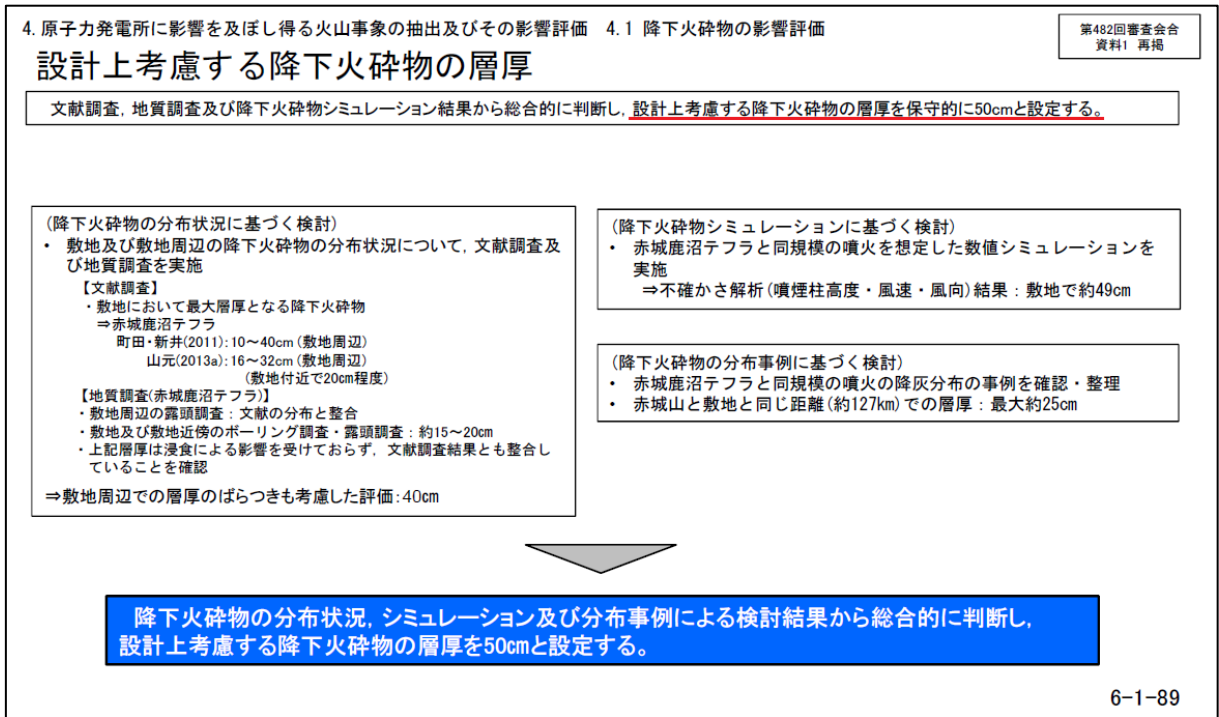 4. 原子力発電所に影響を及ぼし得る火山事象の抽出及びその影響評価　4.1 降下火砕物の影響評価
第482回審査会合
資料1 再掲
設計上考慮する降下火砕物の層厚
文献調査, 地質調査及び降下火砕物シミュレーション結果から総合的に判断し, 設計上考慮する降下火砕物の層厚を保守的に50cmと設定する。
(降下火砕物の分布状況に基づく検討)
・ 敷地及び敷地周辺の降下火砕物の分布状況について, 文献調査及
び地質調査を実施
【文献調査】
・敷地において最大層厚となる降下火砕物
⇒赤城鹿沼テフラ
町田・新井(2011):10～40cm(敷地周辺)
山元(2013a):16～32cm(敷地周辺)
(敷地付近で20cm程度)
【地質調査(赤城鹿沼テフラ)】
・敷地周辺の露頭調査：文献の分布と整合
・敷地及び敷地近傍のボーリング調査・露頭調査：約15～20cm
・上記層厚は浸食による影響を受けておらず, 文献調査結果とも整合し
ていることを確認
⇒敷地周辺での層厚のばらつきも考慮した評価:40cm
(降下火砕物シミュレーションに基づく検討)
・ 赤城鹿沼テフラと同規模の噴火を想定した数値シミュレーションを
実施
⇒不確かさ解析(噴煙柱高度・風速・風向)結果：敷地で約49cm
(降下火砕物の分布事例に基づく検討)
・ 赤城鹿沼テフラと同規模の噴火の降灰分布の事例を確認・整理
・ 赤城山と敷地と同じ距離(約127km)での層厚：最大約25cm
降下火砕物の分布状況, シミュレーション及び分布事例による検討結果から総合的に判断し,
設計上考慮する降下火砕物の層厚を50cmと設定する。
6-1-89